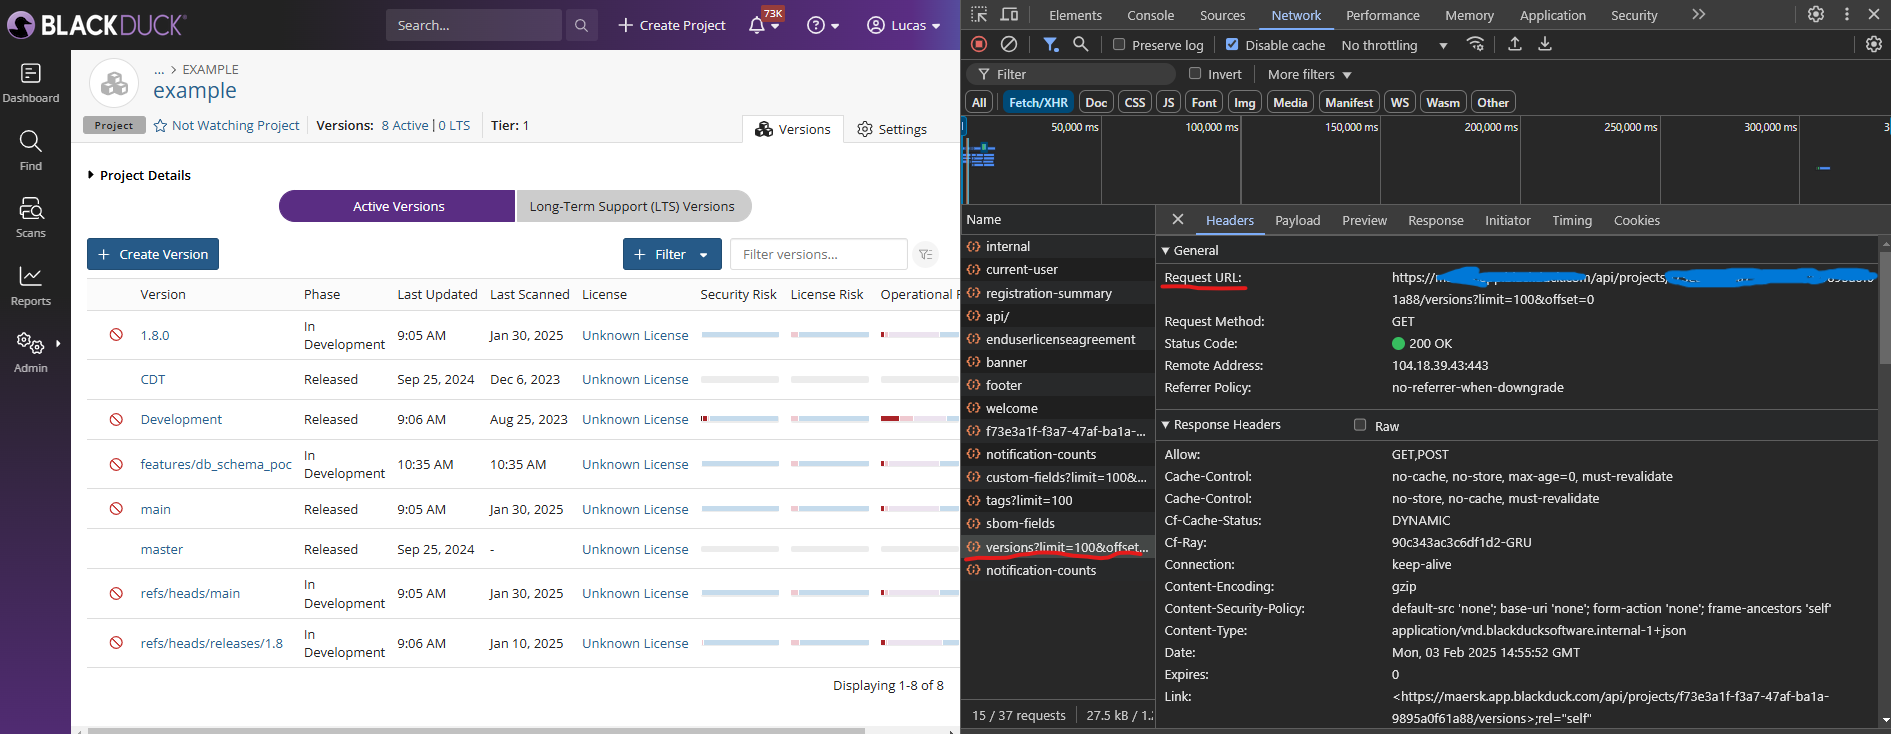 BLACKDUCK
Search...
Create Project
73K
Lucas
Dashboard
Find
Scans
Reports
Admin
... > EXAMPLE
example
Project
Not Watching Project
Versions: 8 Active | 0 LTS
Tier: 1
Versions
Settings
Project Details
Active Versions
Long-Term Support (LTS) Versions
+ Create Version
+ Filter
Filter versions...
Version Phase Last Updated Last Scanned License Security Risk License Risk Operational
1.8.0 In Development 9:05 AM Jan 30, 2025 Unknown License
CDT Released Sep 25, 2024 Dec 6, 2023 Unknown License
Development Released 9:06 AM Aug 25, 2023 Unknown License
features/db_schema_poc In Development 10:35 AM 10:35 AM Unknown License
main Released 9:05 AM Jan 30, 2025 Unknown License
master Released Sep 25, 2024 - Unknown License
refs/heads/main In Development 9:05 AM Jan 30, 2025 Unknown License
refs/heads/releases/1.8 In Development 9:06 AM Jan 10, 2025 Unknown License
Displaying 1-8 of 8
Elements Console Sources Network Performance Memory Application Security
Preserve log Disable cache No throttling
Filter Invert More filters
All Fetch/XHR Doc CSS JS Font Img Media Manifest WS Wasm Other
50,000 ms 100,000 ms 150,000 ms 200,000 ms 250,000 ms 300,000 ms
Name
internal
current-user
registration-summary
api/
enduserlicenseagreement
banner
footer
welcome
f73e3a1f-f3a7-47af-ba1a-...
notification-counts
custom-fields?limit=100&...
tags?limit=100
sbom-fields
versions?limit=100&offset...
notification-counts
15 / 37 requests 27.5 kB / 1.
Headers Payload Preview Response Initiator Timing Cookies
General
Request URL: https:// /api/projects/
1a88/versions?limit=100&offset=0
Request Method: GET
Status Code: 200 OK
Remote Address: 104.18.39.43:443
Referrer Policy: no-referrer-when-downgrade
Response Headers Raw
Allow: GET,POST
Cache-Control: no-cache, no-store, max-age=0, must-revalidate
Cache-Control: no-store, no-cache, must-revalidate
Cf-Cache-Status: DYNAMIC
Cf-Ray: 90c343ac3c6df1d2-GRU
Connection: keep-alive
Content-Encoding: gzip
Content-Security-Policy: default-src 'none'; base-uri 'none'; form-action 'none'; frame-ancestors 'self'
Content-Type: application/vnd.blackducksoftware.internal-1+json
Date: Mon, 03 Feb 2025 14:55:52 GMT
Expires: 0
Link: <https://maersk.app.blackduck.com/api/projects/f73e3a1f-f3a7-47af-ba1a-
9895a0f61a88/versions>;rel="self"